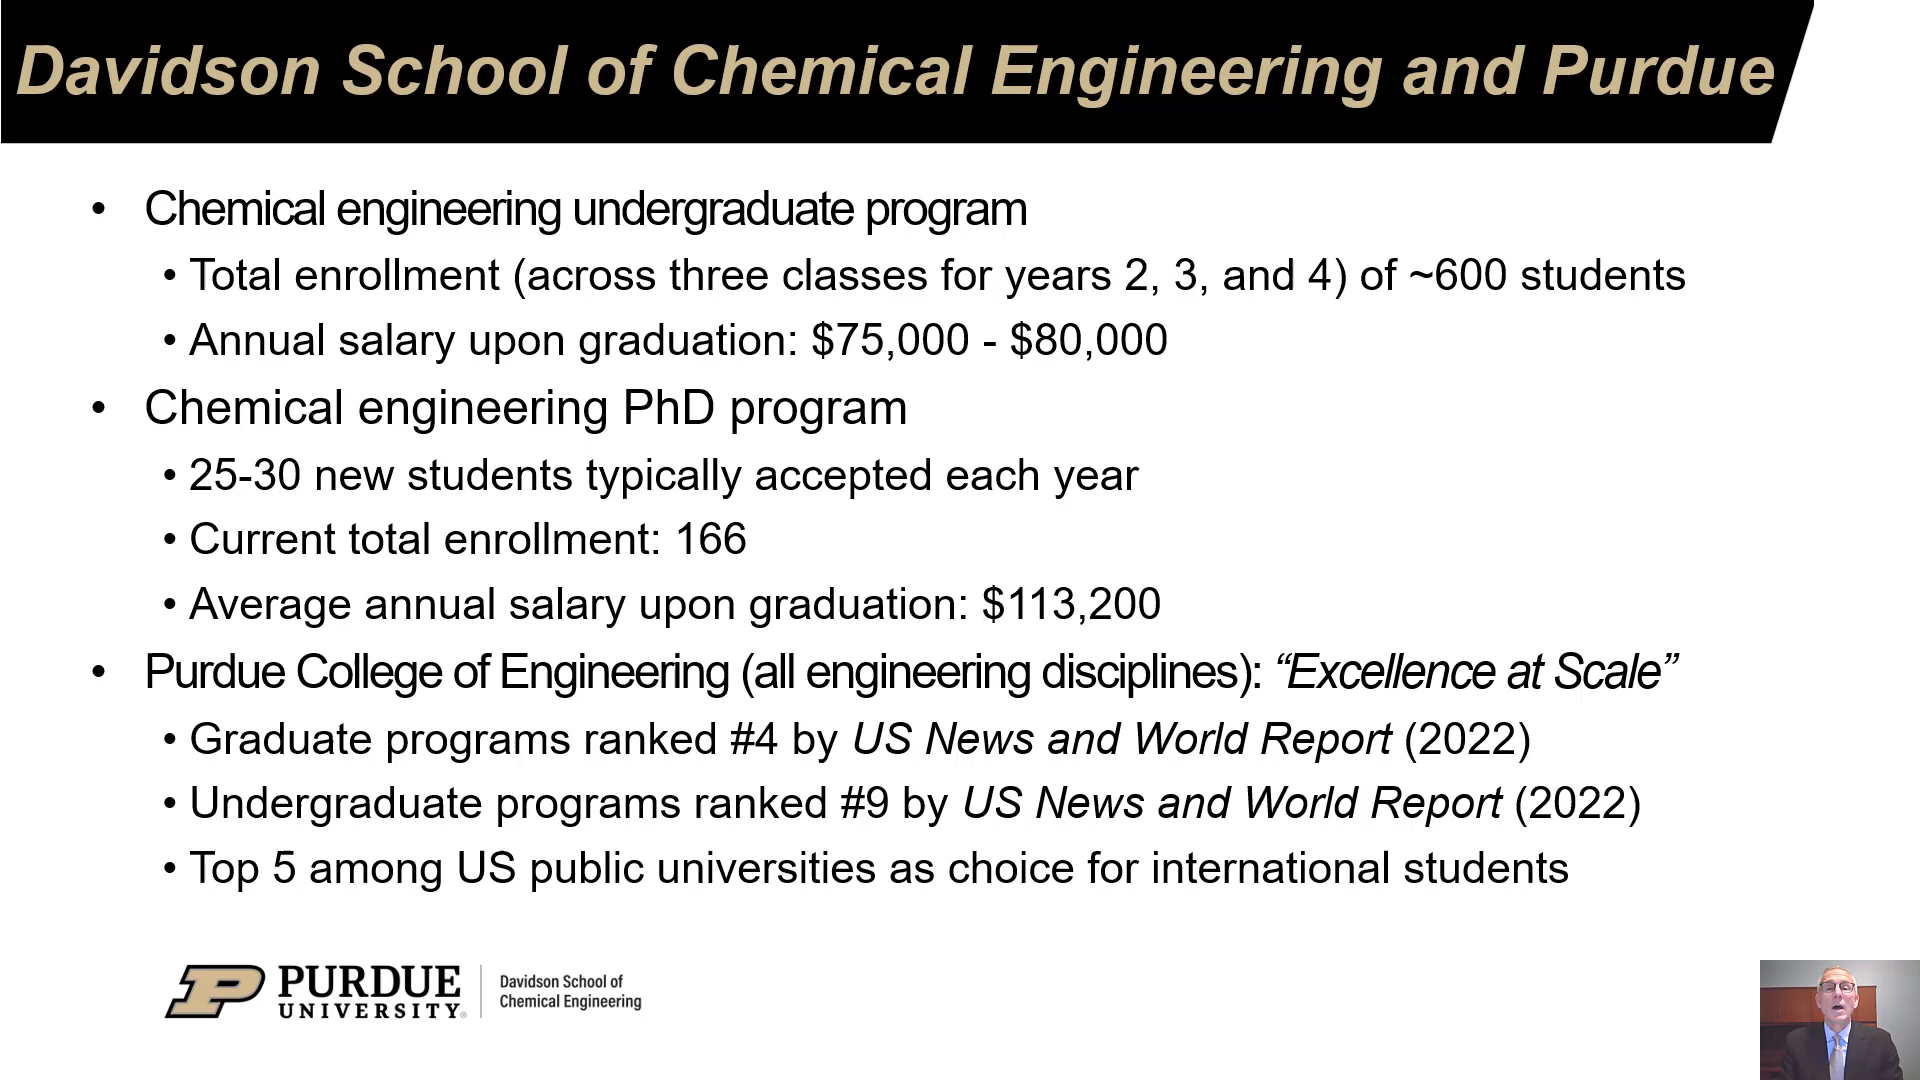 Davidson School of Chemical Engineering and Purdue
• Chemical engineering undergraduate program
• Total enrollment (across three classes for years 2, 3, and 4) of ~600 students
• Annual salary upon graduation: $75,000 - $80,000
• Chemical engineering PhD program
• 25-30 new students typically accepted each year
• Current total enrollment: 166
• Average annual salary upon graduation: $113,200
• Purdue College of Engineering (all engineering disciplines): “Excellence at Scale”
• Graduate programs ranked #4 by US News and World Report (2022)
• Undergraduate programs ranked #9 by US News and World Report (2022)
• Top 5 among US public universities as choice for international students
P
PURDUE
UNIVERSITY®
Davidson School of
Chemical Engineering